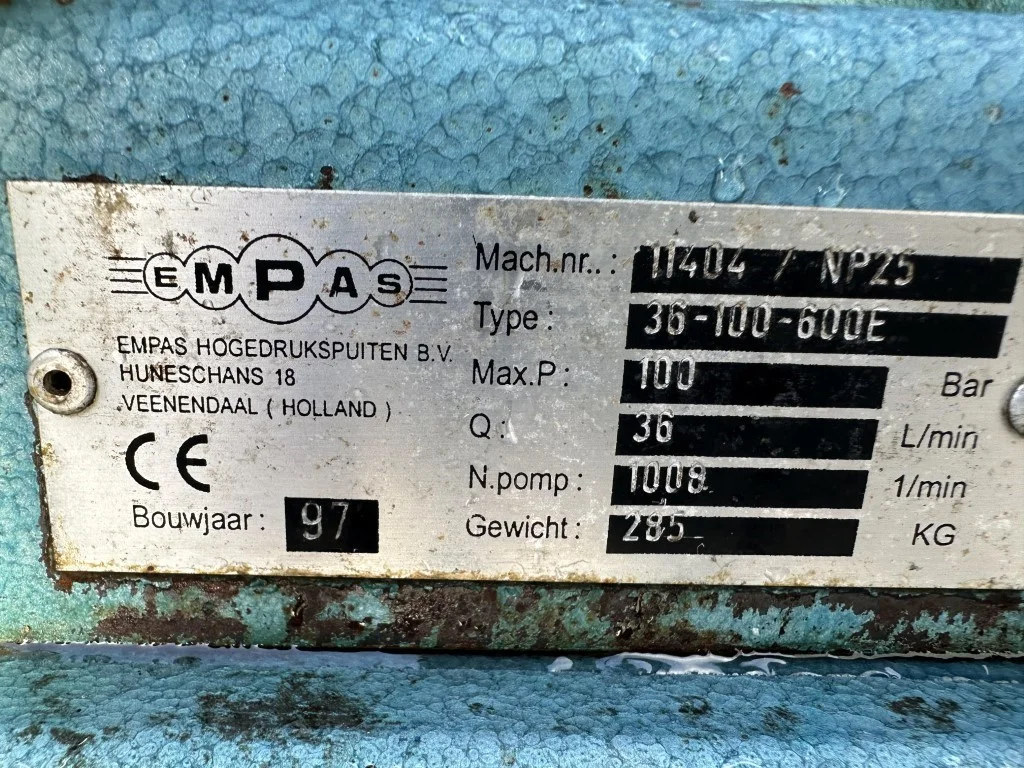 EMPAS
EMPAS HOGEDRUKSPUITEN B.V.
HUNESCHANS 18
VEENENDAAL ( HOLLAND )
CE
Bouwjaar: 97
Mach.nr..: 11404 / NP25
Type: 36-100-600E
Max.P: 100 Bar
Q: 36 L/min
N.pomp: 1008 1/min
Gewicht: 285 KG